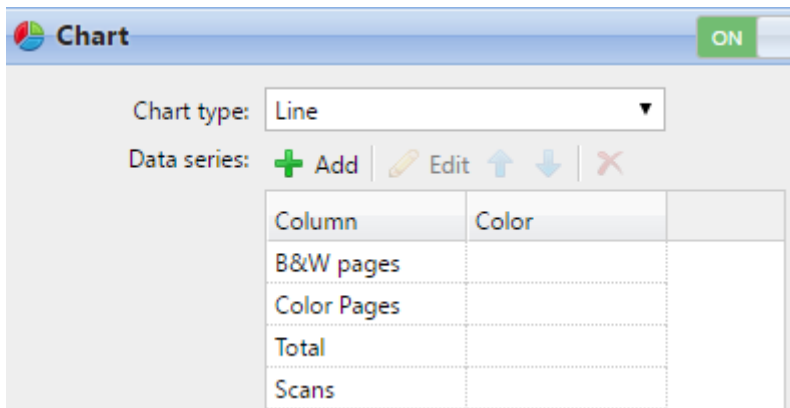 Chart ON
Chart type: Line
Data series: Add Edit
Column Color
B&W pages
Color Pages
Total
Scans